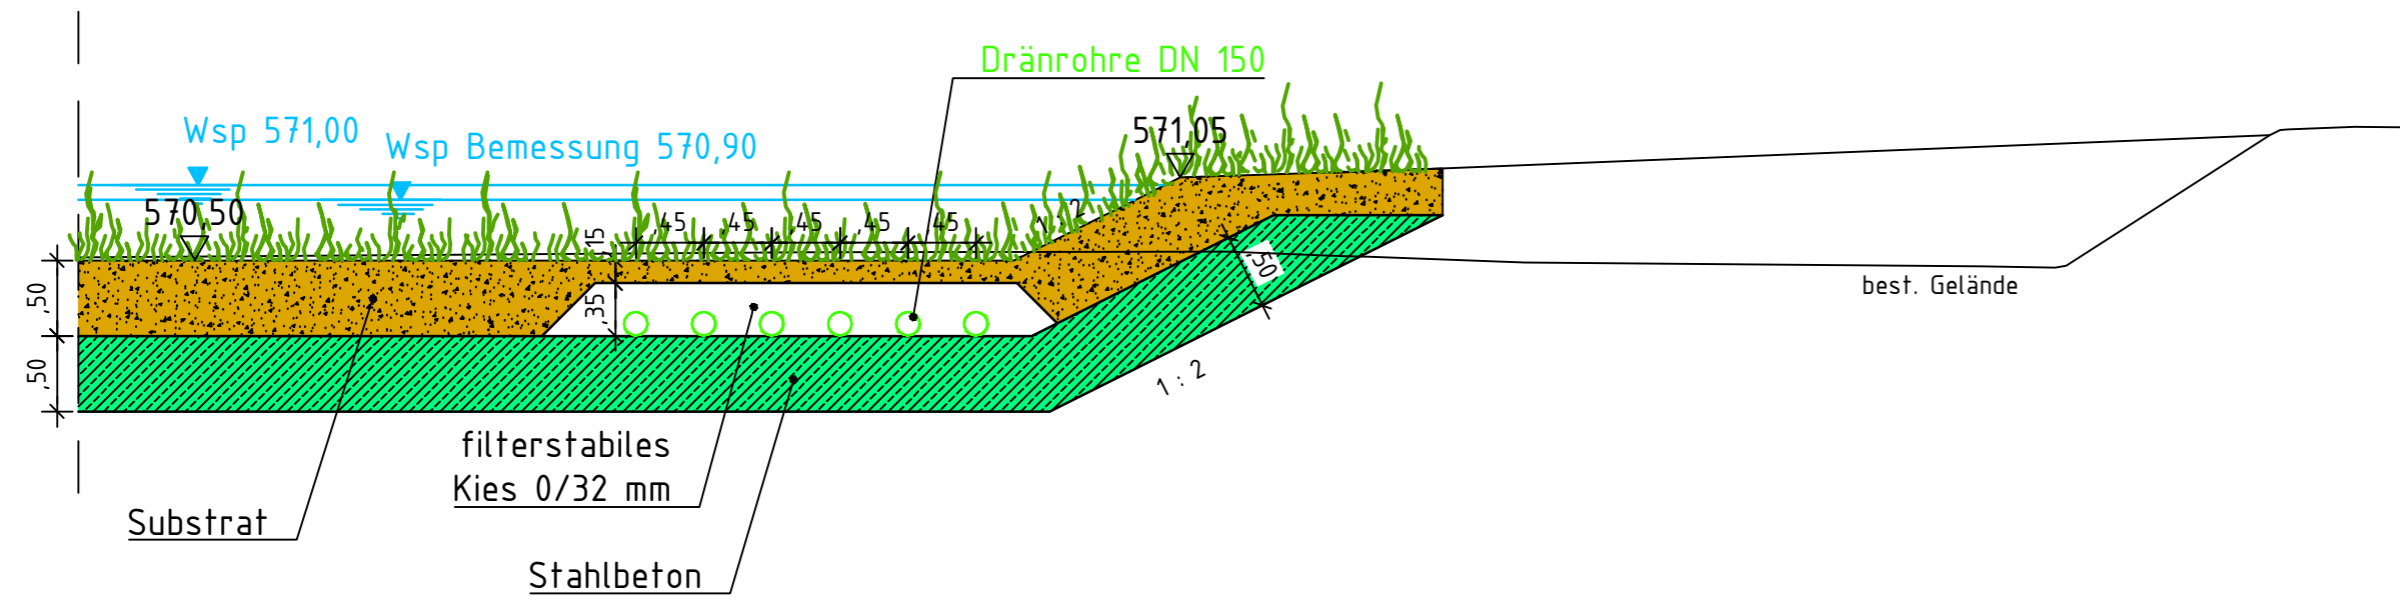 Dränrohre DN 150
Wsp 571,00
Wsp Bemessung 570,90
571,05
570,50
,45 ,45 ,45 ,45 ,45
1 : 2
,15
,35
,50
,50
,50
1 : 2
best. Gelände
filterstabiles
Kies 0/32 mm
Substrat
Stahlbeton